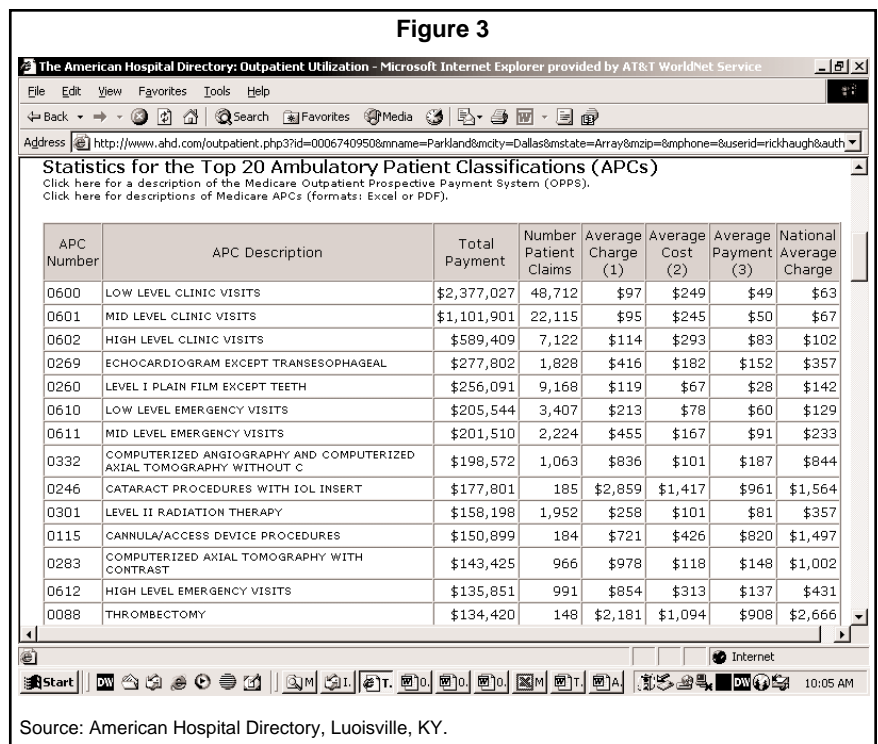 Figure 3
The American Hospital Directory: Outpatient Utilization - Microsoft Internet Explorer provided by AT&T WorldNet Service
File Edit View Favorites Tools Help
Back Search Favorites Media
Address http://www.ahd.com/outpatient.php3?id=0006740950&mname=Parkland&mcity=Dallas&mstate=Array&mzip=&mphone=&userid=rickhaugh&auth
Statistics for the Top 20 Ambulatory Patient Classifications (APCs)
Click here for a description of the Medicare Outpatient Prospective Payment System (OPPS).
Click here for descriptions of Medicare APCs (formats: Excel or PDF).
APC Number APC Description Total Payment Number Patient Claims Average Charge (1) Average Cost (2) Average Payment (3) National Average Charge
0600 LOW LEVEL CLINIC VISITS $2,377,027 48,712 $97 $249 $49 $63
0601 MID LEVEL CLINIC VISITS $1,101,901 22,115 $95 $245 $50 $67
0602 HIGH LEVEL CLINIC VISITS $589,409 7,122 $114 $293 $83 $102
0269 ECHOCARDIOGRAM EXCEPT TRANSESOPHAGEAL $277,802 1,828 $416 $182 $152 $357
0260 LEVEL I PLAIN FILM EXCEPT TEETH $256,091 9,168 $119 $67 $28 $142
0610 LOW LEVEL EMERGENCY VISITS $205,544 3,407 $213 $78 $60 $129
0611 MID LEVEL EMERGENCY VISITS $201,510 2,224 $455 $167 $91 $233
0332 COMPUTERIZED ANGIOGRAPHY AND COMPUTERIZED AXIAL TOMOGRAPHY WITHOUT C $198,572 1,063 $836 $101 $187 $844
0246 CATARACT PROCEDURES WITH IOL INSERT $177,801 185 $2,859 $1,417 $961 $1,564
0301 LEVEL II RADIATION THERAPY $158,198 1,952 $258 $101 $81 $357
0115 CANNULA/ACCESS DEVICE PROCEDURES $150,899 184 $721 $426 $820 $1,497
0283 COMPUTERIZED AXIAL TOMOGRAPHY WITH CONTRAST $143,425 966 $978 $118 $148 $1,002
0612 HIGH LEVEL EMERGENCY VISITS $135,851 991 $854 $313 $137 $431
0088 THROMBECTOMY $134,420 148 $2,181 $1,094 $908 $2,666
Internet
Start DW M I. T. O. O. O. M T. A. DW 10:05 AM
Source: American Hospital Directory, Luoisville, KY.